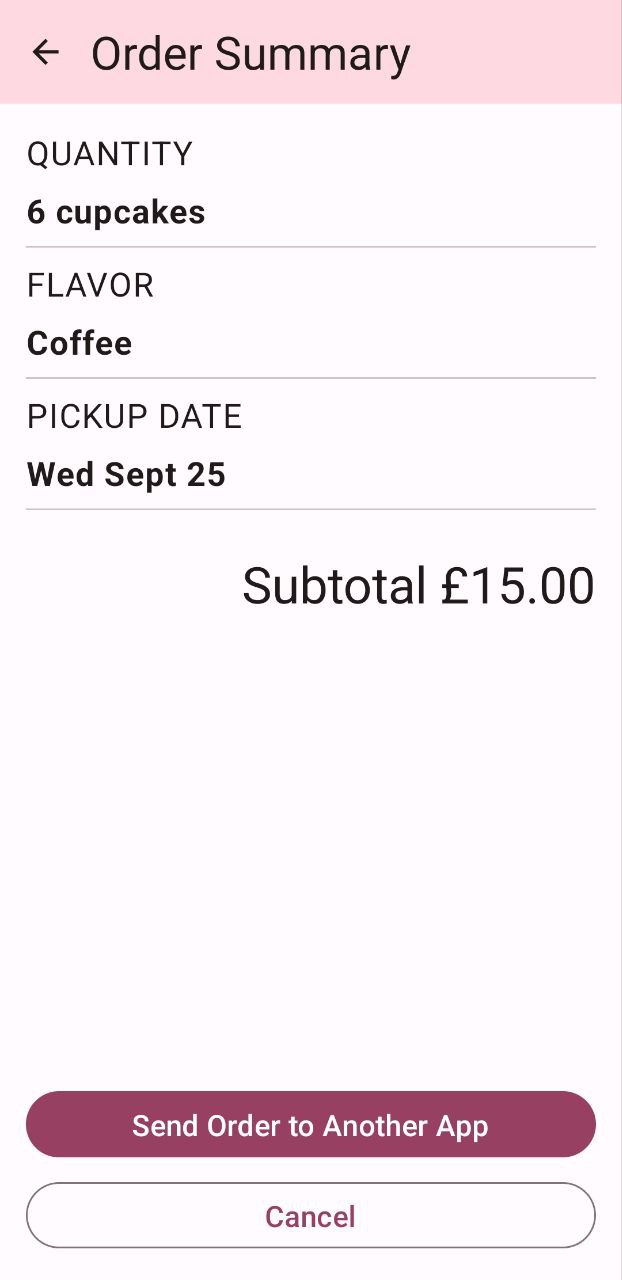 Order Summary
QUANTITY
6 cupcakes
FLAVOR
Coffee
PICKUP DATE
Wed Sept 25
Subtotal £15.00
Send Order to Another App
Cancel